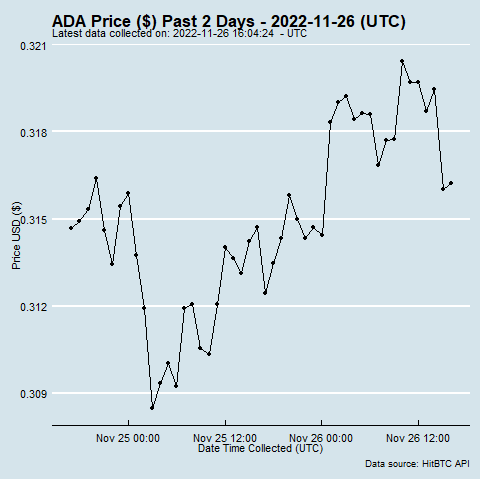 ADA Price ($) Past 2 Days - 2022-11-26 (UTC)
Latest data collected on: 2022-11-26 16:04:24 - UTC
0.321
0.318
0.315
0.312
0.309
Price USD ($)
Nov 25 00:00 Nov 25 12:00 Nov 26 00:00 Nov 26 12:00
Date Time Collected (UTC)
Data source: HitBTC API